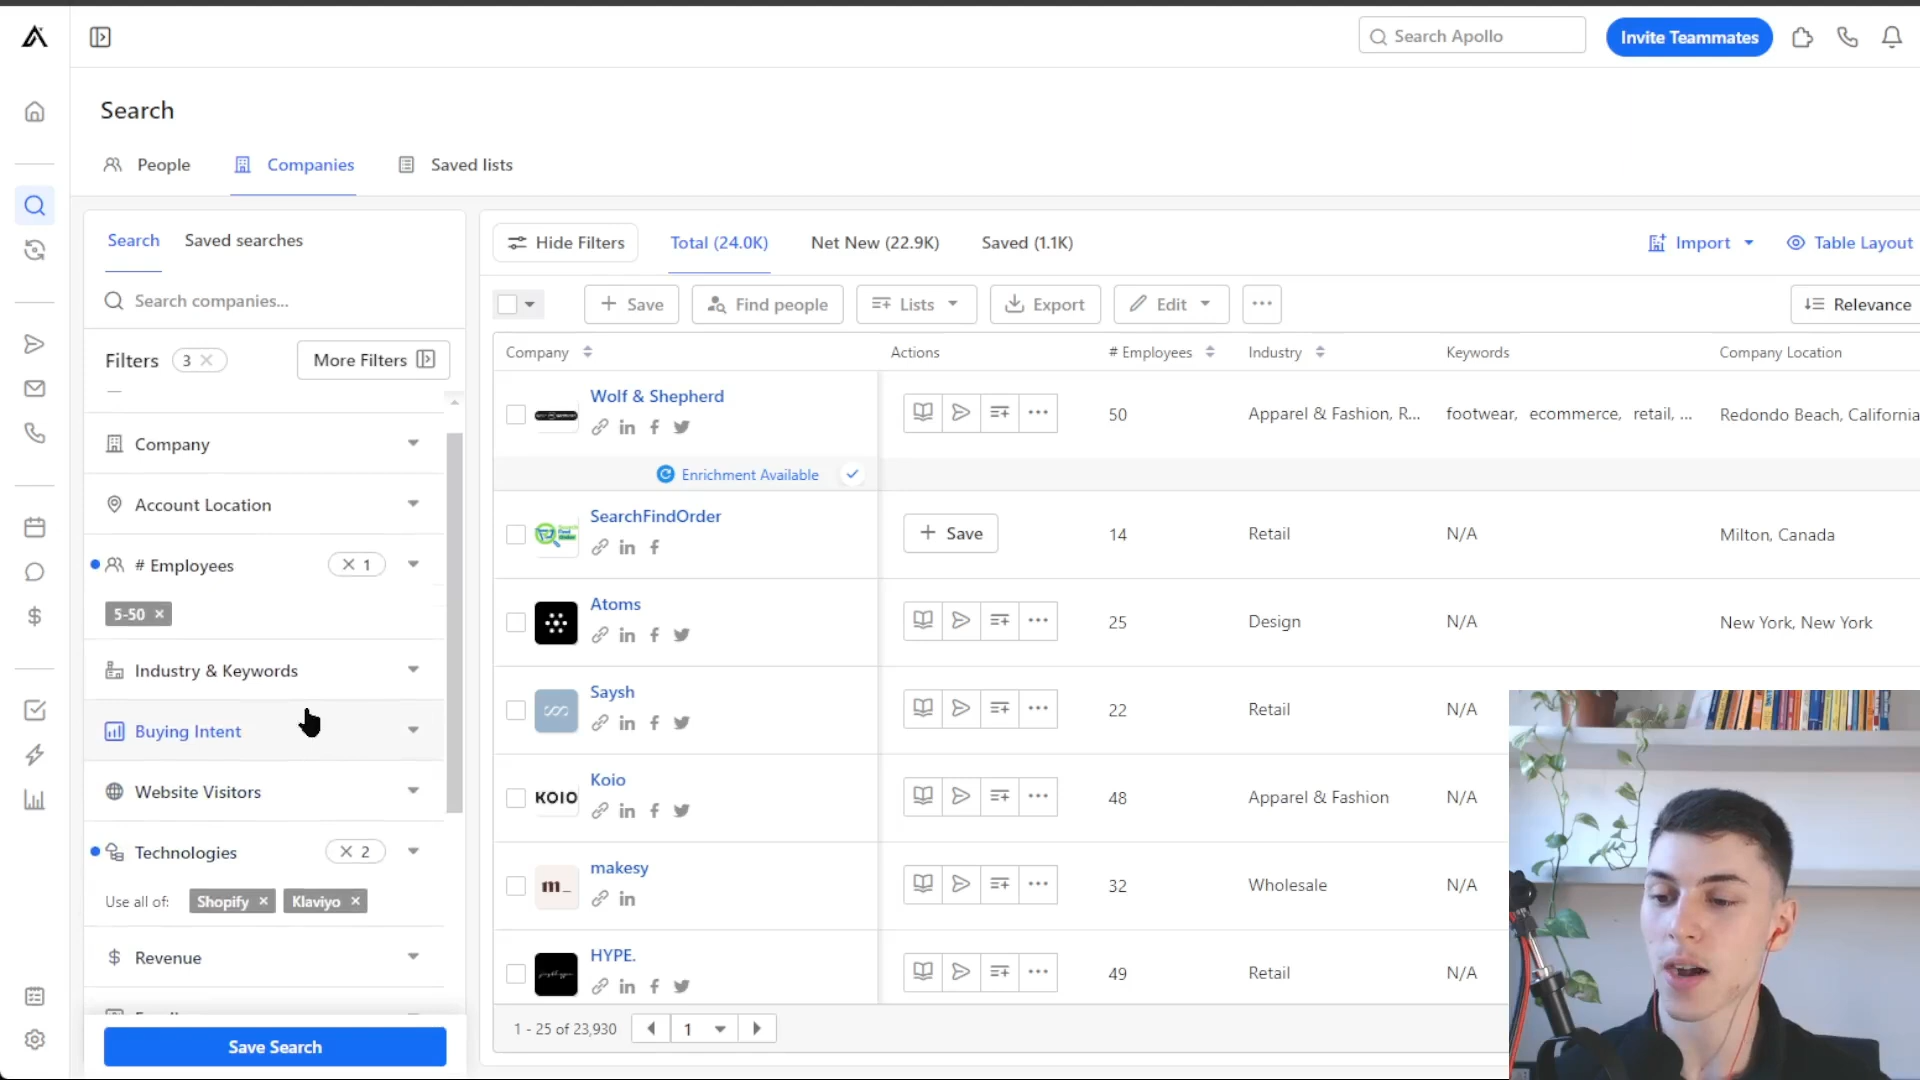 Search Apollo
Invite Teammates
Search
People
Companies
Saved lists
Search
Saved searches
Search companies...
Filters
3
More Filters
Company
Account Location
# Employees
1
5-50
Industry & Keywords
Buying Intent
Website Visitors
Technologies
2
Use all of:
Shopify
Klaviyo
Revenue
Save Search
Hide Filters
Total (24.0K)
Net New (22.9K)
Saved (1.1K)
Import
Table Layout
Save
Find people
Lists
Export
Edit
Relevance
Company
Actions
# Employees
Industry
Keywords
Company Location
Wolf & Shepherd
50
Apparel & Fashion, R...
footwear, ecommerce, retail, ...
Redondo Beach, California
Enrichment Available
SearchFindOrder
Save
14
Retail
N/A
Milton, Canada
Atoms
25
Design
N/A
New York, New York
Saysh
22
Retail
N/A
KOIO
Koio
48
Apparel & Fashion
N/A
m_
makesy
32
Wholesale
N/A
HYPE.
49
Retail
N/A
1 - 25 of 23,930
1